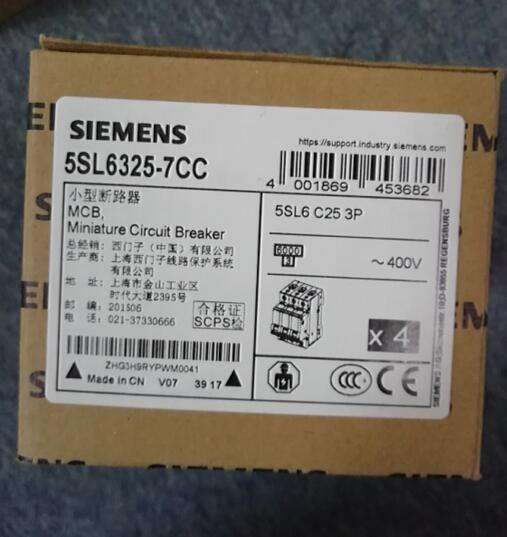 SIEMENS
https://support.industry.siemens.com
5SL6325-7CC
4 001869 453682
小型断路器
MCB,
Miniature Circuit Breaker
5SL6 C25 3P
总经销: 西门子(中国)有限公司
生产商: 上海西门子线路保护系统
有限公司
6000
3
~400V
地 址: 上海市金山工业区
时代大道2395号
邮 编: 201506
电 话: 021-37330666
合格证
SCPS检
x 4
ZHG3H9RYPWM0041
Made in CN V07 39 17
CCC
CE